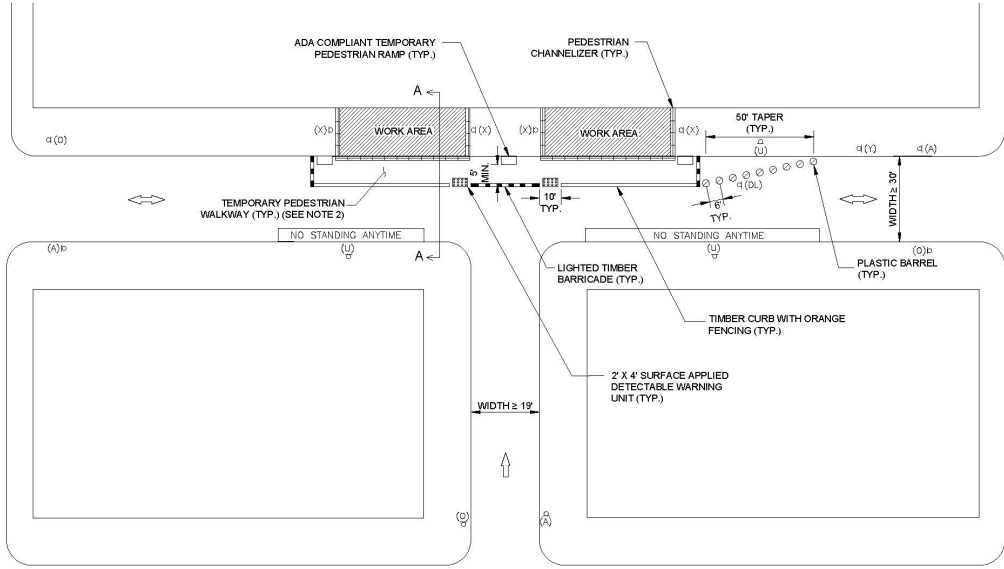 ADA COMPLIANT TEMPORARY
PEDESTRIAN RAMP (TYP.)
PEDESTRIAN
CHANNELIZER (TYP.)
A
50' TAPER
(TYP.)
(X)
WORK AREA
(X)
(X)
WORK AREA
(X)
(O)
(U)
(Y)
(A)
5'
MIN.
(DL)
6'
TYP.
10'
TYP.
WIDTH ≥ 30'
TEMPORARY PEDESTRIAN
WALKWAY (TYP.) (SEE NOTE 2)
NO STANDING ANYTIME
NO STANDING ANYTIME
(A)
(U)
A
(U)
(O)
LIGHTED TIMBER
BARRICADE (TYP.)
PLASTIC BARREL
(TYP.)
TIMBER CURB WITH ORANGE
FENCING (TYP.)
2' X 4' SURFACE APPLIED
DETECTABLE WARNING
UNIT (TYP.)
WIDTH ≥ 19'
(O)
(A)